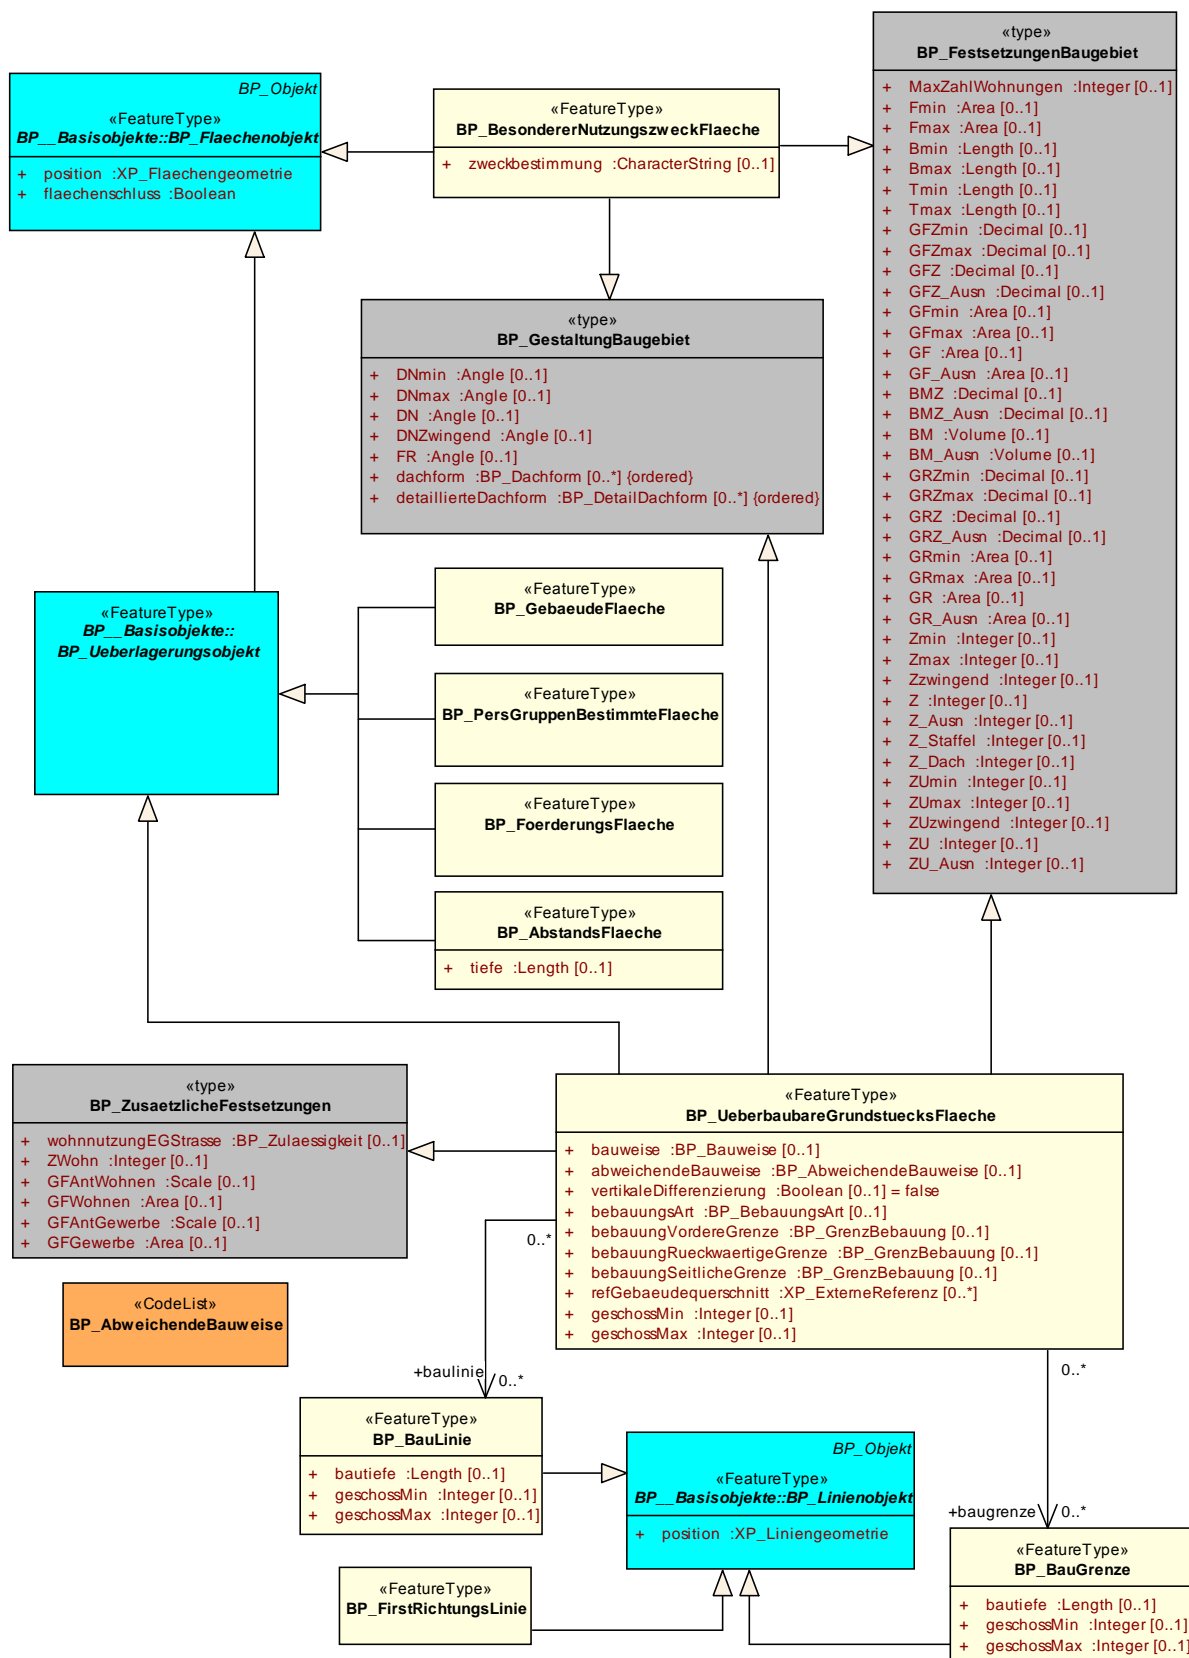 BP_Objekt
«FeatureType»
BP__Basisobjekte::BP_Flaechenobjekt
+ position :XP_Flaechengeometrie
+ flaechenschluss :Boolean
«FeatureType»
BP_BesondererNutzungszweckFlaeche
+ zweckbestimmung :CharacterString [0..1]
«type»
BP_FestsetzungenBaugebiet
+ MaxZahlWohnungen :Integer [0..1]
+ Fmin :Area [0..1]
+ Fmax :Area [0..1]
+ Bmin :Length [0..1]
+ Bmax :Length [0..1]
+ Tmin :Length [0..1]
+ Tmax :Length [0..1]
+ GFZmin :Decimal [0..1]
+ GFZmax :Decimal [0..1]
+ GFZ :Decimal [0..1]
+ GFZ_Ausn :Decimal [0..1]
+ GFmin :Area [0..1]
+ GFmax :Area [0..1]
+ GF :Area [0..1]
+ GF_Ausn :Area [0..1]
+ BMZ :Decimal [0..1]
+ BMZ_Ausn :Decimal [0..1]
+ BM :Volume [0..1]
+ BM_Ausn :Volume [0..1]
+ GRZmin :Decimal [0..1]
+ GRZmax :Decimal [0..1]
+ GRZ :Decimal [0..1]
+ GRZ_Ausn :Decimal [0..1]
+ GRmin :Area [0..1]
+ GRmax :Area [0..1]
+ GR :Area [0..1]
+ GR_Ausn :Area [0..1]
+ Zmin :Integer [0..1]
+ Zmax :Integer [0..1]
+ Zzwingend :Integer [0..1]
+ Z :Integer [0..1]
+ Z_Ausn :Integer [0..1]
+ Z_Staffel :Integer [0..1]
+ Z_Dach :Integer [0..1]
+ ZUmin :Integer [0..1]
+ ZUmax :Integer [0..1]
+ ZUzwingend :Integer [0..1]
+ ZU :Integer [0..1]
+ ZU_Ausn :Integer [0..1]
«type»
BP_GestaltungBaugebiet
+ DNmin :Angle [0..1]
+ DNmax :Angle [0..1]
+ DN :Angle [0..1]
+ DNZwingend :Angle [0..1]
+ FR :Angle [0..1]
+ dachform :BP_Dachform [0..*] {ordered}
+ detaillierteDachform :BP_DetailDachform [0..*] {ordered}
«FeatureType»
BP__Basisobjekte::
BP_Ueberlagerungsobjekt
«FeatureType»
BP_GebaeudeFlaeche
«FeatureType»
BP_PersGruppenBestimmteFlaeche
«FeatureType»
BP_FoerderungsFlaeche
«FeatureType»
BP_AbstandsFlaeche
+ tiefe :Length [0..1]
«type»
BP_ZusaetzlicheFestsetzungen
+ wohnnutzungEGStrasse :BP_Zulaessigkeit [0..1]
+ ZWohn :Integer [0..1]
+ GFAntWohnen :Scale [0..1]
+ GFWohnen :Area [0..1]
+ GFAntGewerbe :Scale [0..1]
+ GFGewerbe :Area [0..1]
«FeatureType»
BP_UeberbaubareGrundstuecksFlaeche
+ bauweise :BP_Bauweise [0..1]
+ abweichendeBauweise :BP_AbweichendeBauweise [0..1]
+ vertikaleDifferenzierung :Boolean [0..1] = false
+ bebauungsArt :BP_BebauungsArt [0..1]
+ bebauungVordereGrenze :BP_GrenzBebauung [0..1]
+ bebauungRueckwaertigeGrenze :BP_GrenzBebauung [0..1]
+ bebauungSeitlicheGrenze :BP_GrenzBebauung [0..1]
+ refGebaeudequerschnitt :XP_ExterneReferenz [0..*]
+ geschossMin :Integer [0..1]
+ geschossMax :Integer [0..1]
0..*
«CodeList»
BP_AbweichendeBauweise
+baulinie
0..*
0..*
«FeatureType»
BP_BauLinie
+ bautiefe :Length [0..1]
+ geschossMin :Integer [0..1]
+ geschossMax :Integer [0..1]
BP_Objekt
«FeatureType»
BP__Basisobjekte::BP_Linienobjekt
+ position :XP_Liniengeometrie
+baugrenze
0..*
«FeatureType»
BP_BauGrenze
+ bautiefe :Length [0..1]
+ geschossMin :Integer [0..1]
+ geschossMax :Integer [0..1]
«FeatureType»
BP_FirstRichtungsLinie